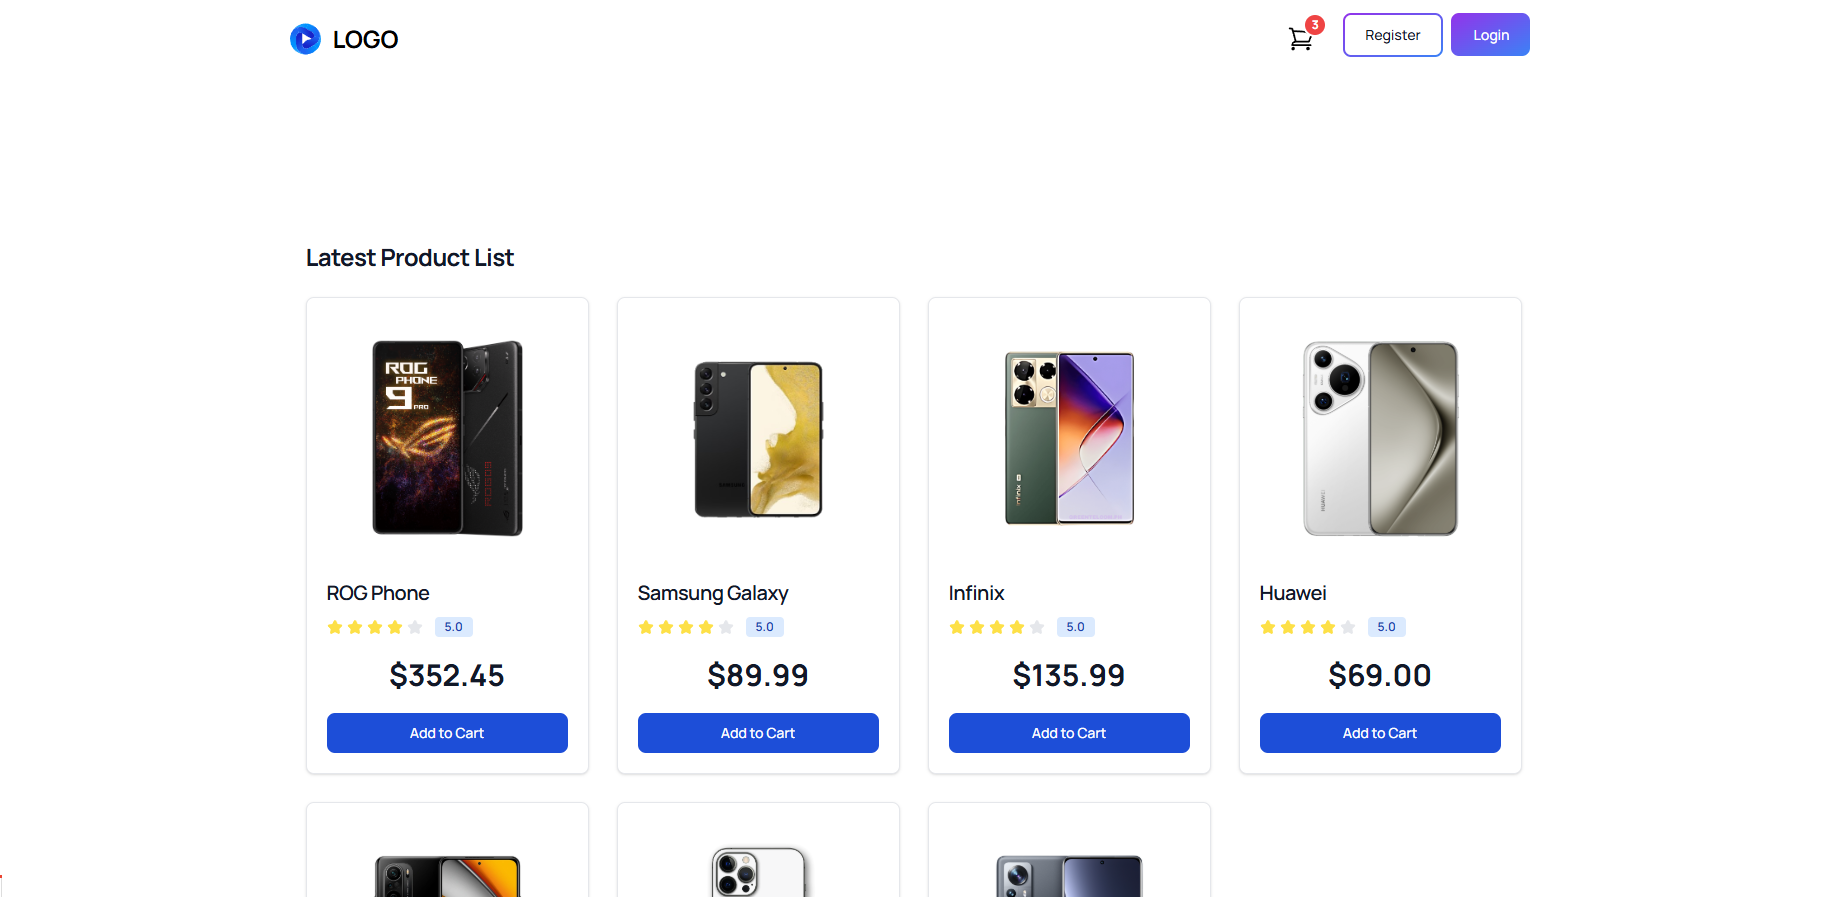 LOGO
3
Register
Login
Latest Product List
ROG
PHONE
9 PRO
Infinix
HUAWEI
ROG Phone
5.0
$352.45
Add to Cart
Samsung Galaxy
5.0
$89.99
Add to Cart
Infinix
5.0
$135.99
Add to Cart
Huawei
5.0
$69.00
Add to Cart